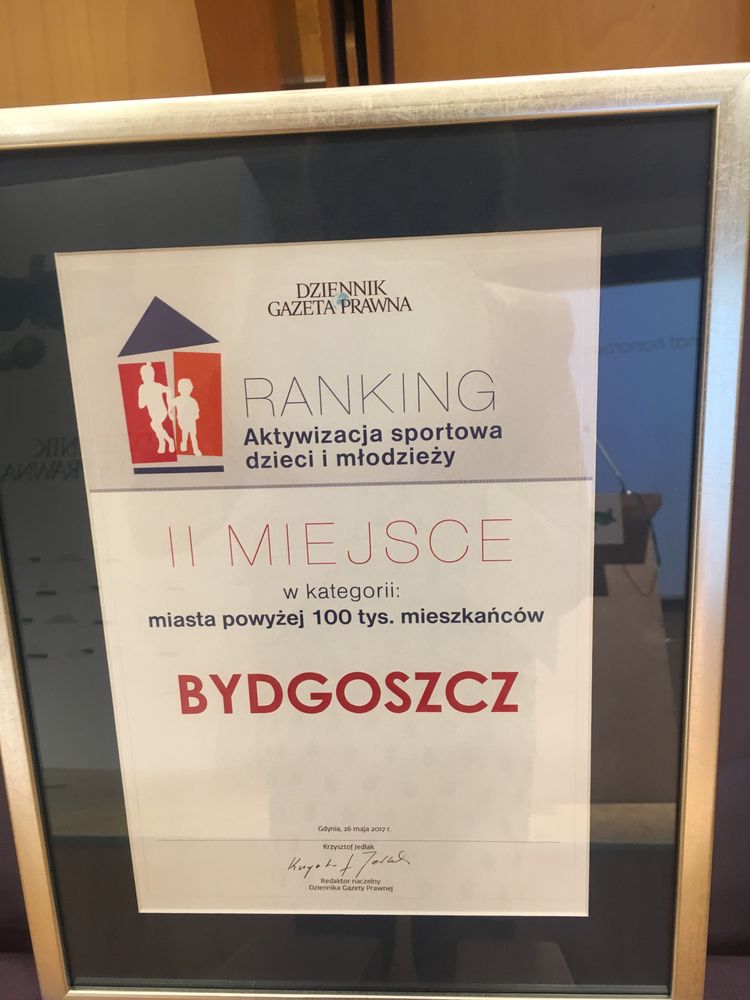 DZIENNIK
GAZETA PRAWNA
RANKING
Aktywizacja sportowa
dzieci i młodzieży
II MIEJSCE
w kategorii:
miasta powyżej 100 tys. mieszkańców
BYDGOSZCZ
Gdynia, 26 maja 2017 r.
Krzysztof Jedlak
Redaktor naczelny
Dziennika Gazety Prawnej